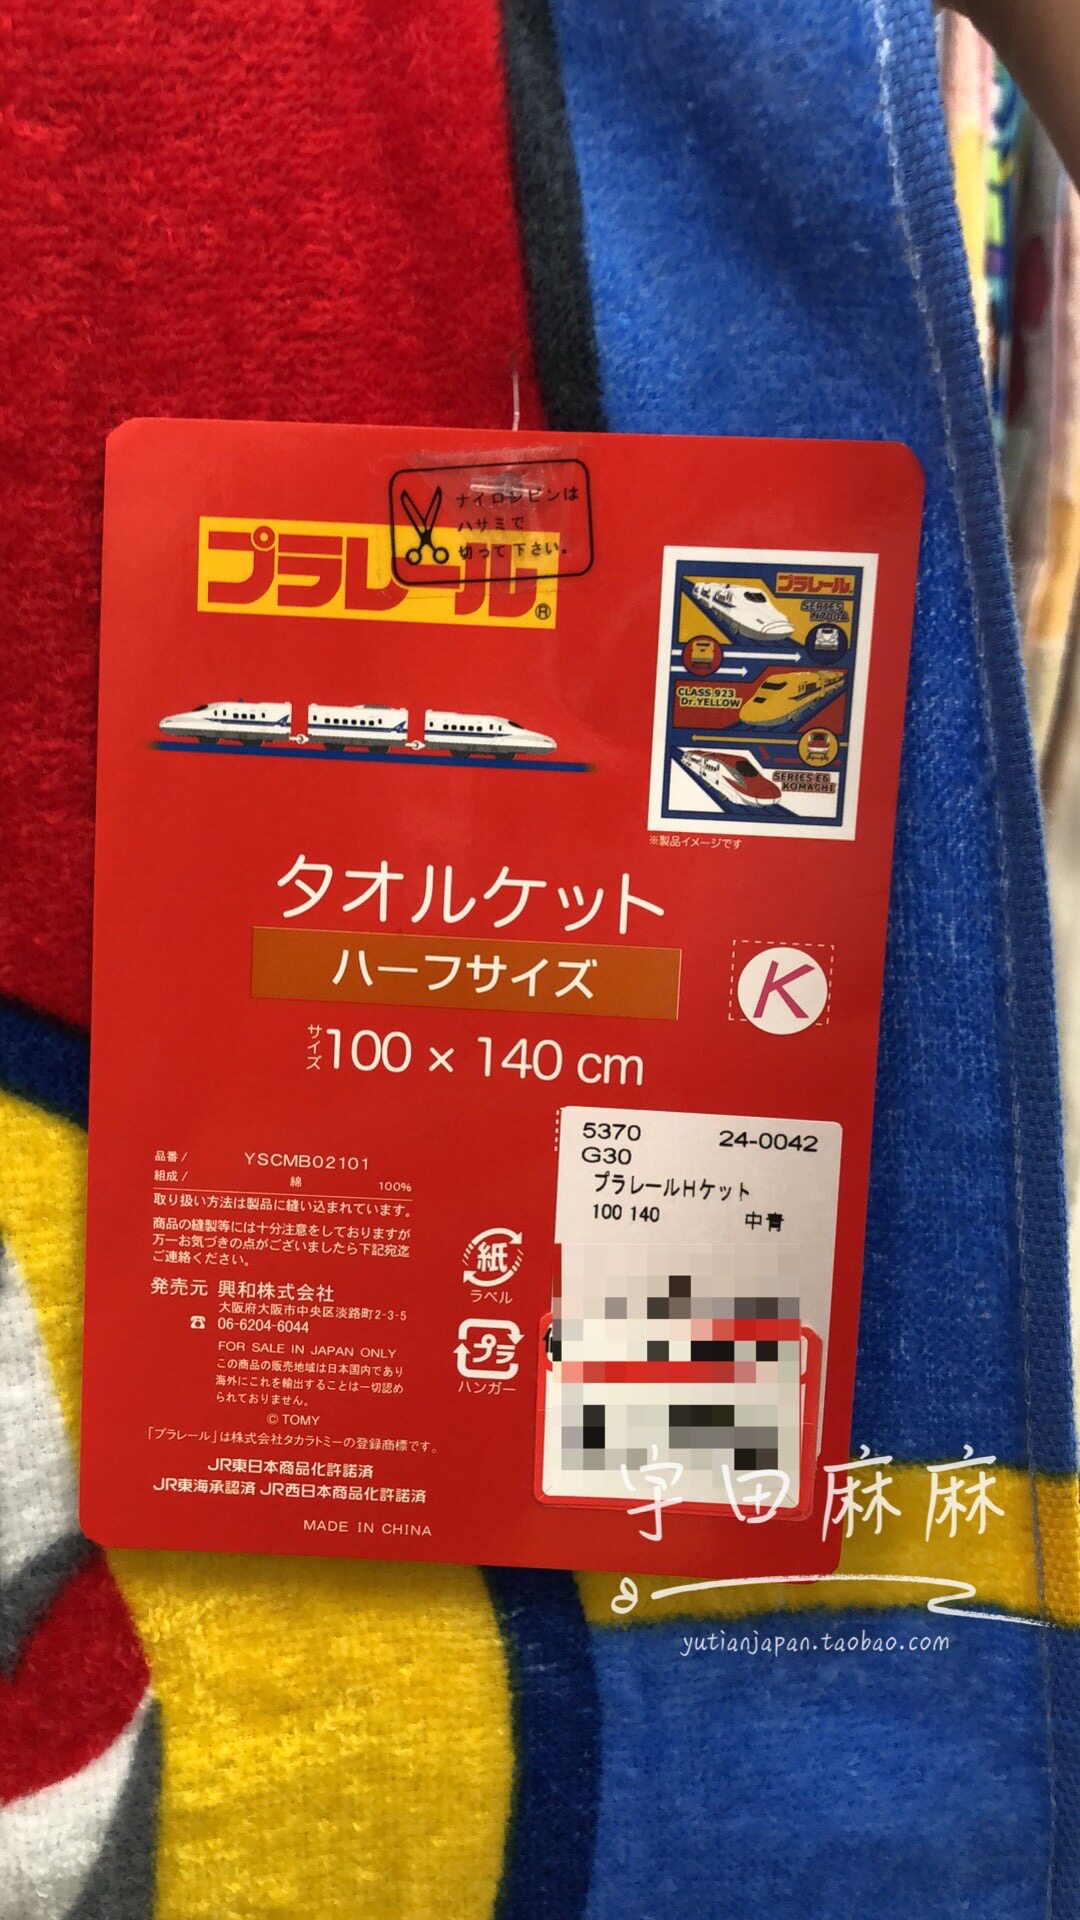 ナイロンピンは
ハサミで
切って下さい。
プラレール®
プラレール
SERIES
N700A
CLASS 923
Dr.YELLOW
SERIES E6
KOMACHI
※製品イメージです
タオルケット
ハーフサイズ
K
サイズ 100 × 140 cm
5370 24-0042
G30
プラレールHケット
100 140 中青
品番/ YSCMB02101
組成/ 綿 100%
取り扱い方法は製品に縫い込まれています。
商品の縫製等には十分注意をしておりますが
万一お気づきの点がございましたら下記宛迄
ご連絡ください。
発売元 興和株式会社
大阪府大阪市中央区淡路町2-3-5
☎ 06-6204-6044
FOR SALE IN JAPAN ONLY
この商品の販売地域は日本国内であり
海外にこれを輸出することは一切認め
られておりません。
© TOMY
「プラレール」は株式会社タカラトミーの登録商標です。
JR東日本商品化許諾済
JR東海承認済 JR西日本商品化許諾済
MADE IN CHINA
紙
ラベル
プラ
ハンガー
宇田麻麻
yutianjapan.taobao.com